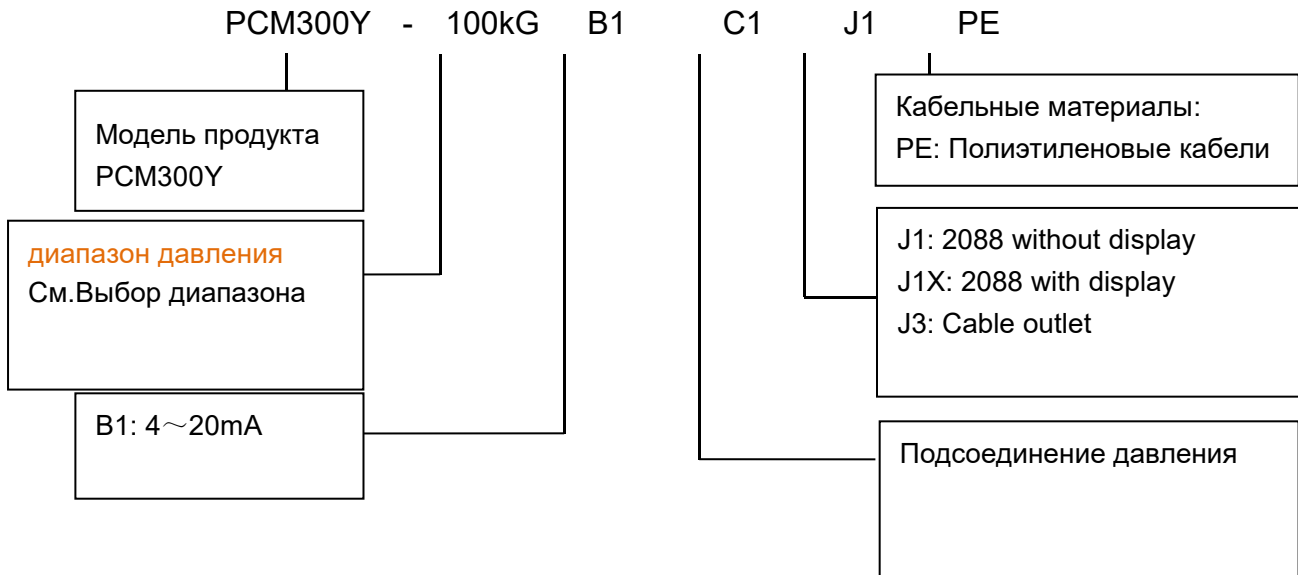 PCM300Y - 100kG B1 C1 J1 PE
Модель продукта
PCM300Y
диапазон давления
См.Выбор диапазона
B1: 4～20mA
Кабельные материалы:
PE: Полиэтиленовые кабели
J1: 2088 without display
J1X: 2088 with display
J3: Cable outlet
Подсоединение давления